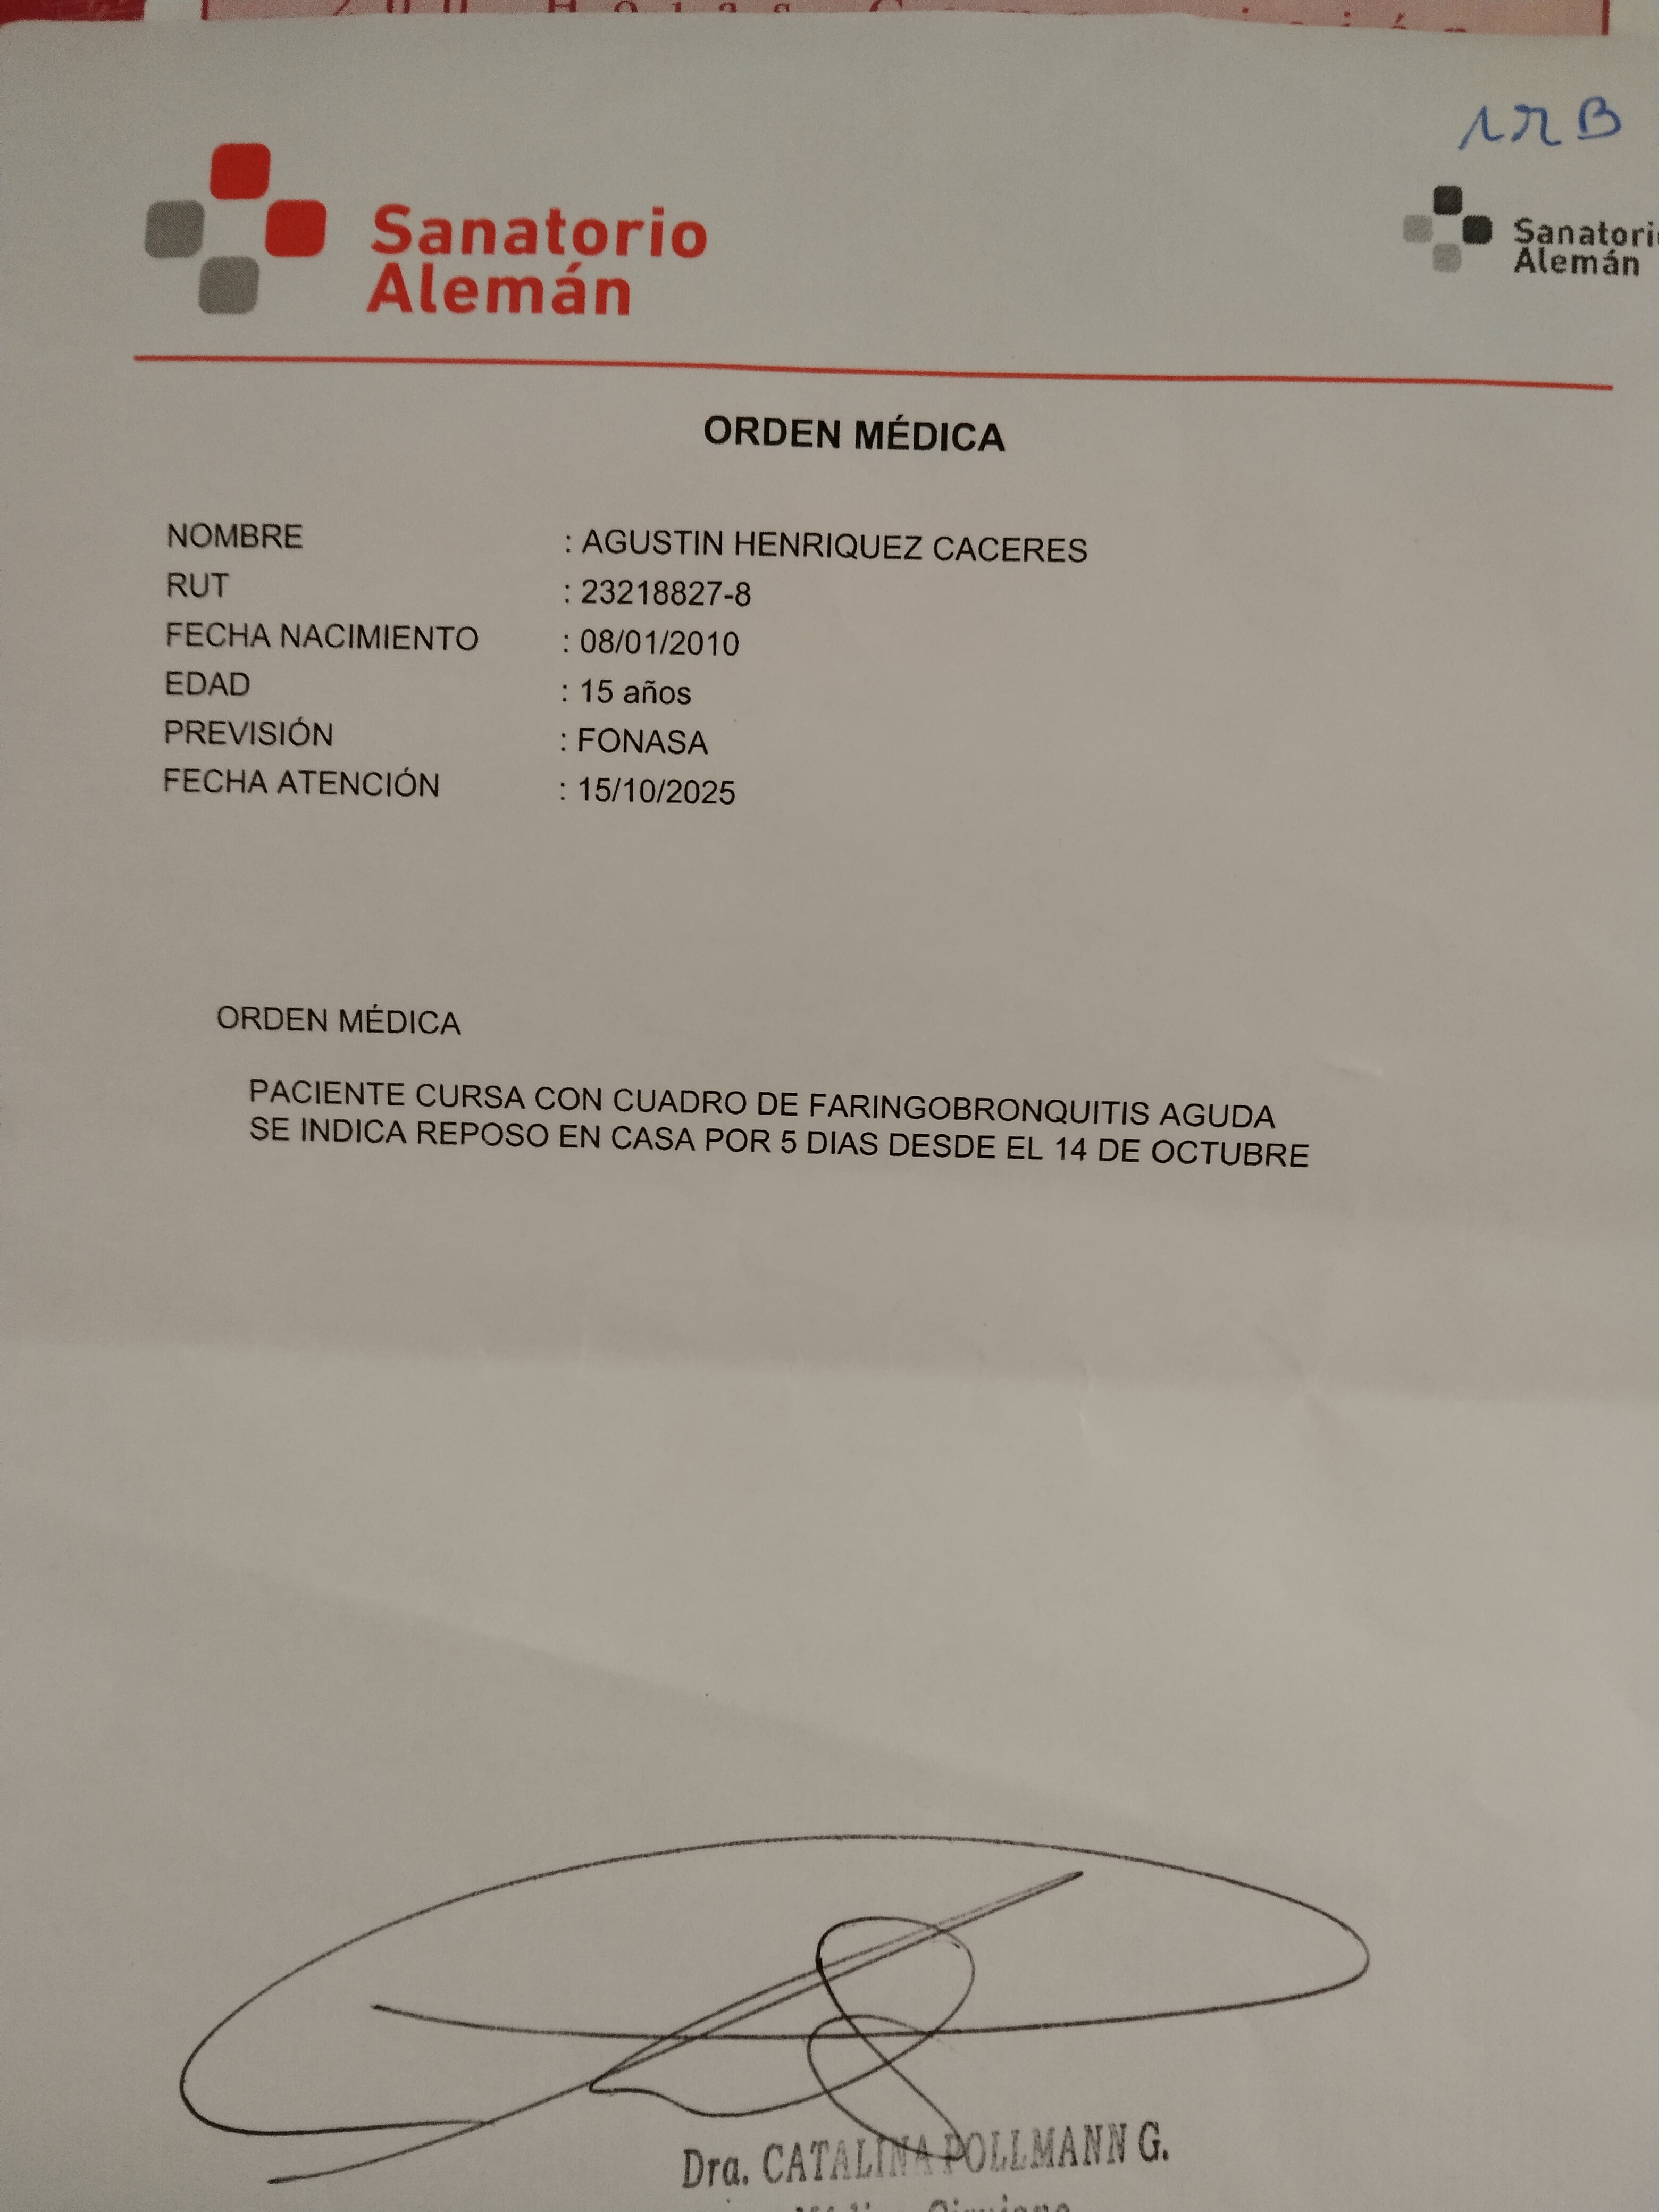 Sanatorio
Alemán
Sanatori
Alemán
ORDEN MÉDICA
NOMBRE : AGUSTIN HENRIQUEZ CACERES
RUT : 23218827-8
FECHA NACIMIENTO : 08/01/2010
EDAD : 15 años
PREVISIÓN : FONASA
FECHA ATENCIÓN : 15/10/2025
ORDEN MÉDICA
PACIENTE CURSA CON CUADRO DE FARINGOBRONQUITIS AGUDA
SE INDICA REPOSO EN CASA POR 5 DIAS DESDE EL 14 DE OCTUBRE
Dra. CATALINA POLLMANN G.